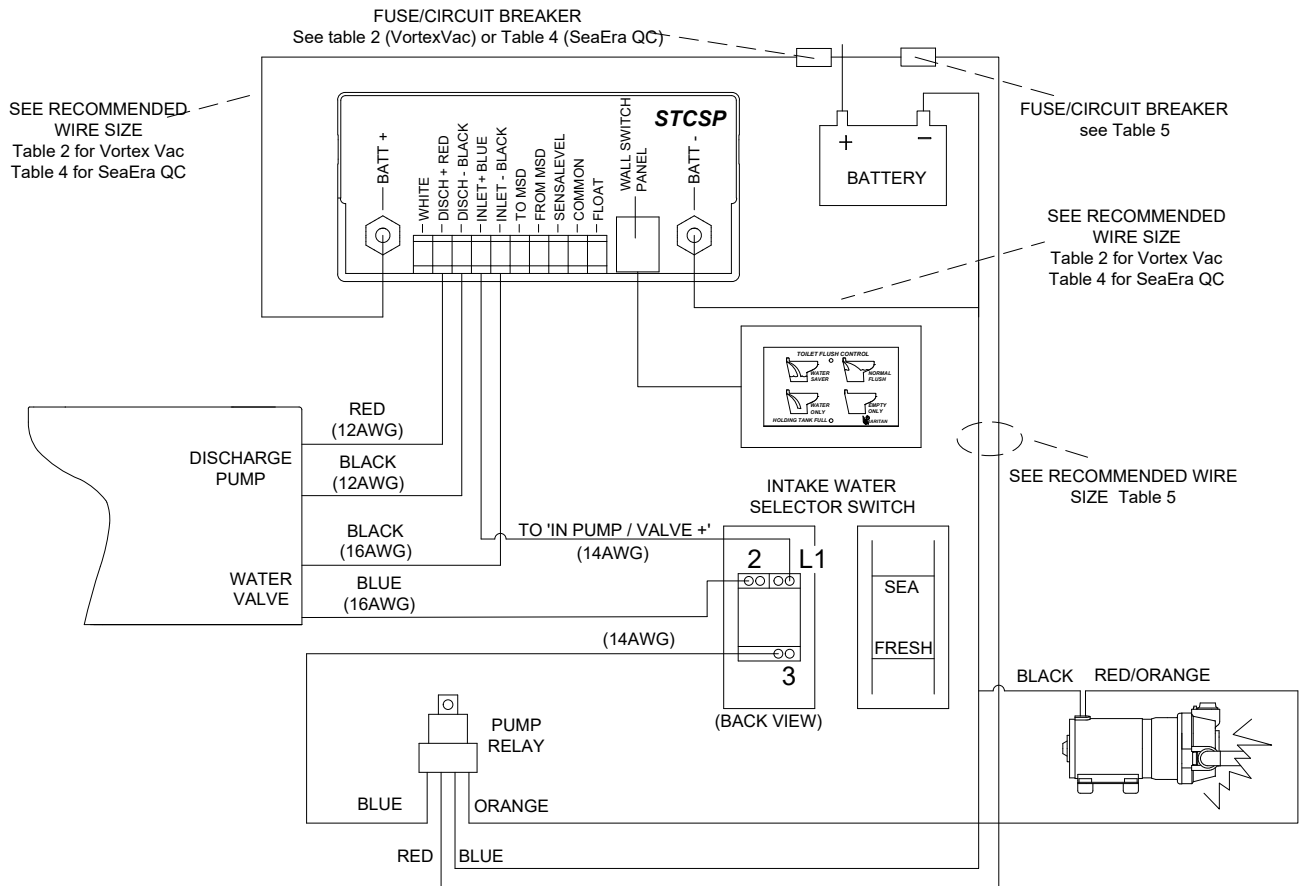 FUSE/CIRCUIT BREAKER
See table 2 (VortexVac) or Table 4 (SeaEra QC)
SEE RECOMMENDED
WIRE SIZE
Table 2 for Vortex Vac
Table 4 for SeaEra QC
FUSE/CIRCUIT BREAKER
see Table 5
STCSP
BATT +
WHITE
DISCH + RED
DISCH - BLACK
INLET+ BLUE
INLET - BLACK
TO MSD
FROM MSD
SENSALEVEL
COMMON
FLOAT
WALL SWITCH
PANEL
BATT -
+
−
BATTERY
SEE RECOMMENDED
WIRE SIZE
Table 2 for Vortex Vac
Table 4 for SeaEra QC
TOILET FLUSH CONTROL
WATER
SAVER
NORMAL
FLUSH
WATER
ONLY
EMPTY
ONLY
HOLDING TANK FULL
RARITAN
RED
(12AWG)
DISCHARGE
PUMP
BLACK
(12AWG)
BLACK
(16AWG)
WATER
VALVE
BLUE
(16AWG)
SEE RECOMMENDED WIRE
SIZE Table 5
INTAKE WATER
SELECTOR SWITCH
TO 'IN PUMP / VALVE +'
(14AWG)
2
L1
SEA
FRESH
(14AWG)
3
(BACK VIEW)
BLACK
RED/ORANGE
PUMP
RELAY
BLUE
ORANGE
RED
BLUE